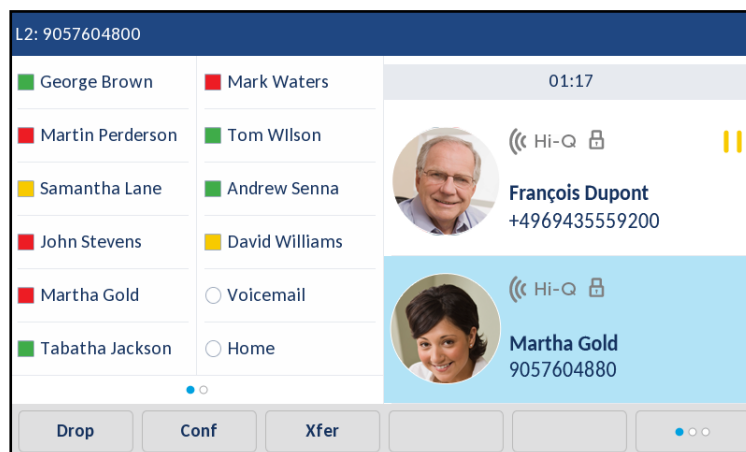 L2: 9057604800
George Brown
Martin Perderson
Samantha Lane
John Stevens
Martha Gold
Tabatha Jackson
Mark Waters
Tom WIlson
Andrew Senna
David Williams
Voicemail
Home
01:17
Hi-Q
François Dupont
+4969435559200
Hi-Q
Martha Gold
9057604880
Drop
Conf
Xfer